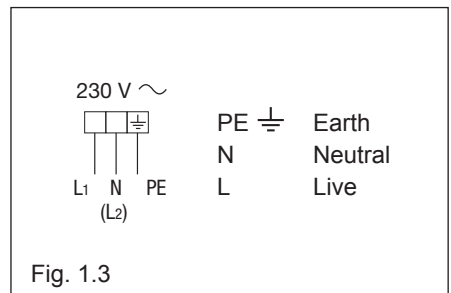 230 V ~
L1 N PE
(L2)
PE ⏚ Earth
N Neutral
L Live
Fig. 1.3